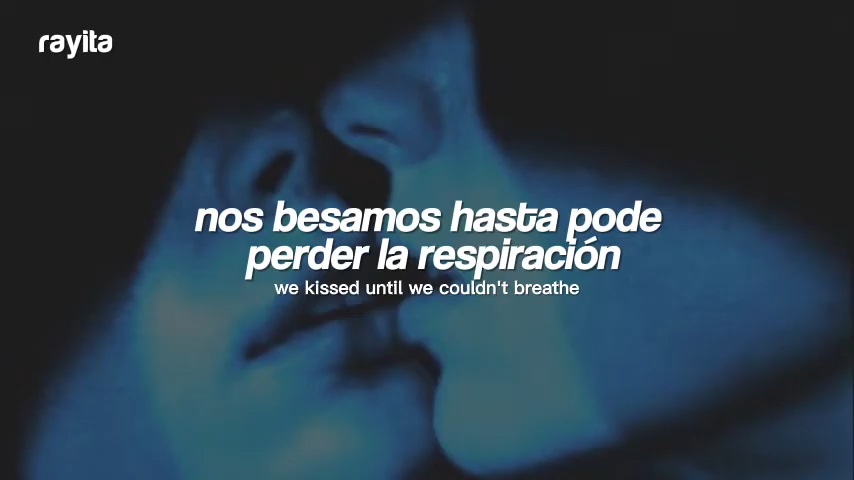 rayita
nos besamos hasta pode
perder la respiración
we kissed until we couldn't breathe